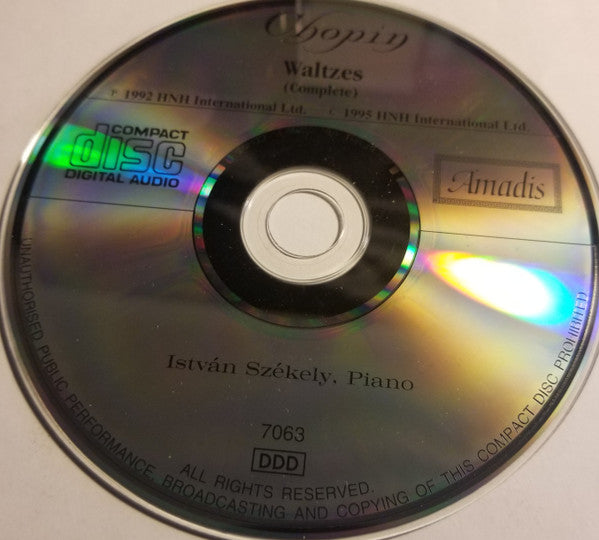 Chopin
Waltzes
(Complete)
℗ 1992 HNH International Ltd. © 1995 HNH International Ltd.
COMPACT
disc
DIGITAL AUDIO
Amadis
István Székely, Piano
7063
DDD
ALL RIGHTS RESERVED.
UNAUTHORISED PUBLIC PERFORMANCE, BROADCASTING AND COPYING OF THIS COMPACT DISC PROHIBITED